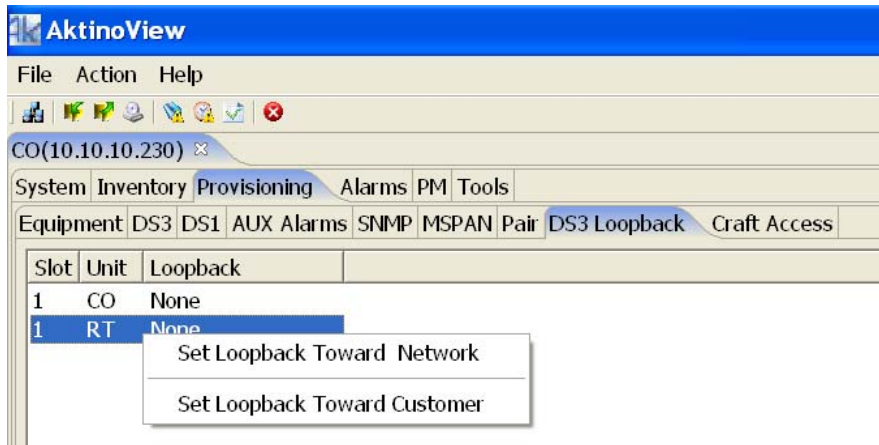 AktinoView
File Action Help
CO(10.10.10.230)
System Inventory Provisioning Alarms PM Tools
Equipment DS3 DS1 AUX Alarms SNMP MSPAN Pair DS3 Loopback Craft Access
Slot Unit Loopback
1 CO None
1 RT None
Set Loopback Toward Network
Set Loopback Toward Customer